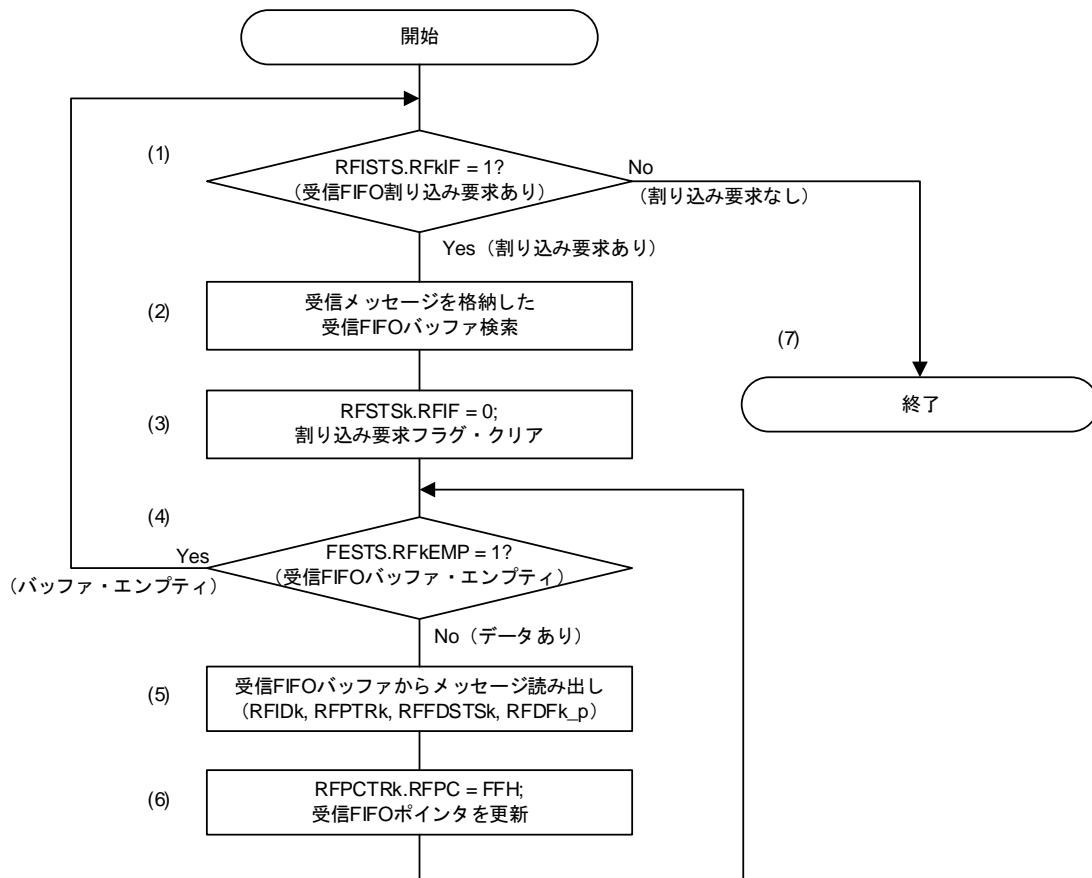 開始
(1)
RFISTS.RFkIF = 1?
（受信FIFO割り込み要求あり）
No
（割り込み要求なし）
Yes（割り込み要求あり）
(2)
受信メッセージを格納した
受信FIFOバッファ検索
(7)
終了
(3)
RFSTSk.RFIF = 0;
割り込み要求フラグ・クリア
(4)
FESTS.RFkEMP = 1?
（受信FIFOバッファ・エンプティ）
Yes
（バッファ・エンプティ）
No（データあり）
(5)
受信FIFOバッファからメッセージ読み出し
（RFIDk, RFPTRk, RFFDSTSk, RFDFk_p）
(6)
RFPCTRk.RFPC = FFH;
受信FIFOポインタを更新